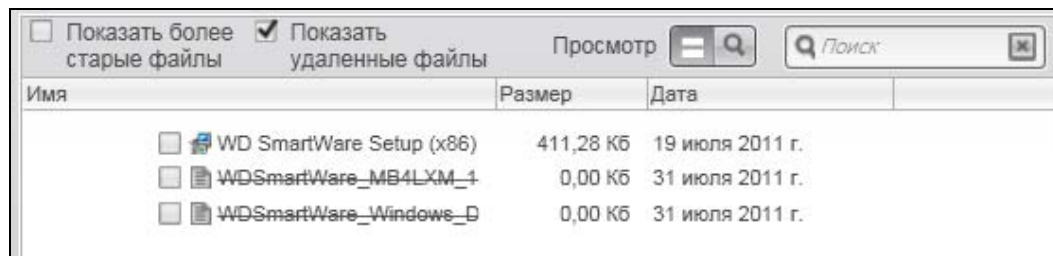 Показать более старые файлы
Показать удаленные файлы
Просмотр
Поиск
Имя Размер Дата
WD SmartWare Setup (x86) 411,28 Кб 19 июля 2011 г.
WDSmartWare_MB4LXM_1 0,00 Кб 31 июля 2011 г.
WDSmartWare_Windows_D 0,00 Кб 31 июля 2011 г.